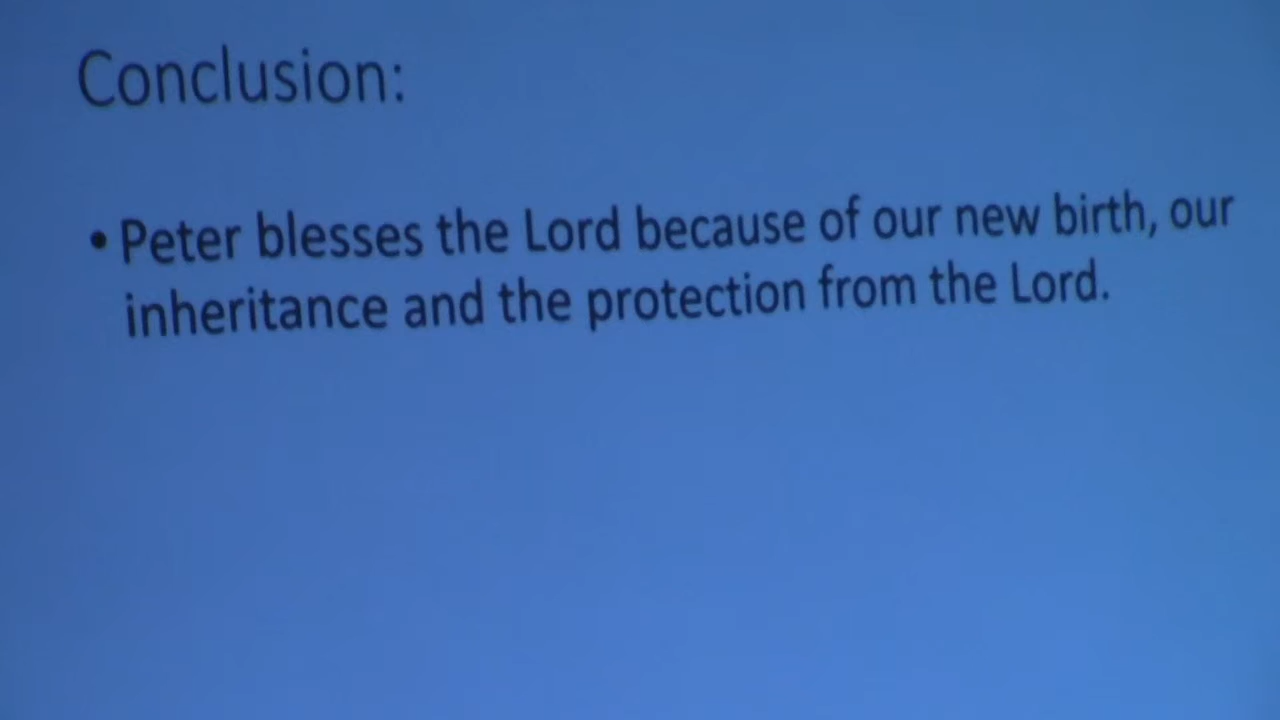 Conclusion:
• Peter blesses the Lord because of our new birth, our
inheritance and the protection from the Lord.